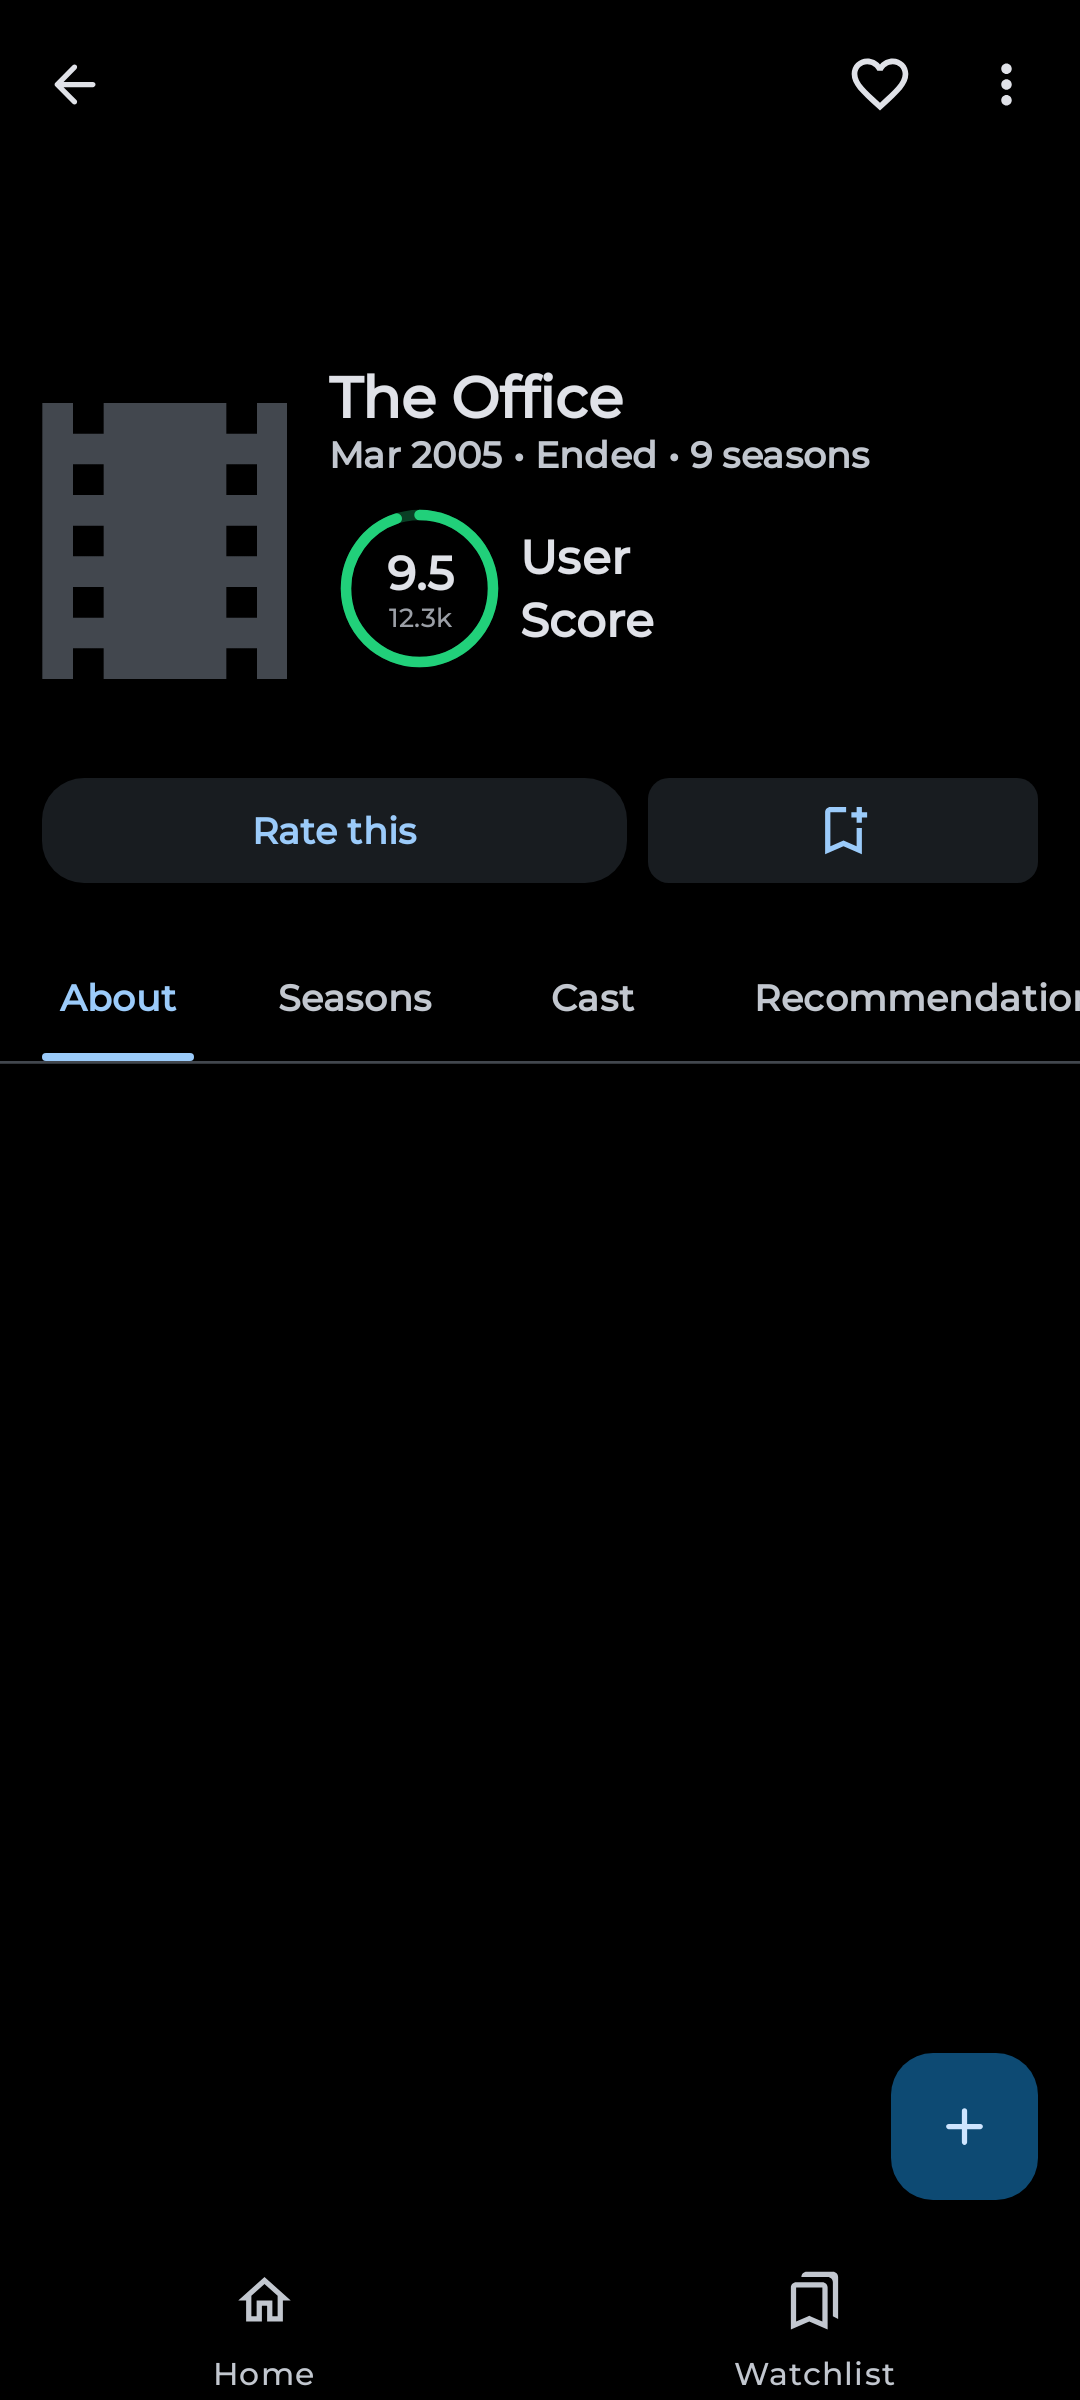 The Office
Mar 2005 • Ended • 9 seasons
9.5
12.3k
User
Score
Rate this
About
Seasons
Cast
Recommendation
Home
Watchlist